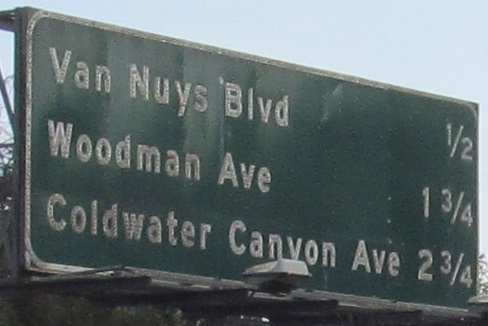 Van Nuys Blvd 1/2
Woodman Ave 1 3/4
Coldwater Canyon Ave 2 3/4